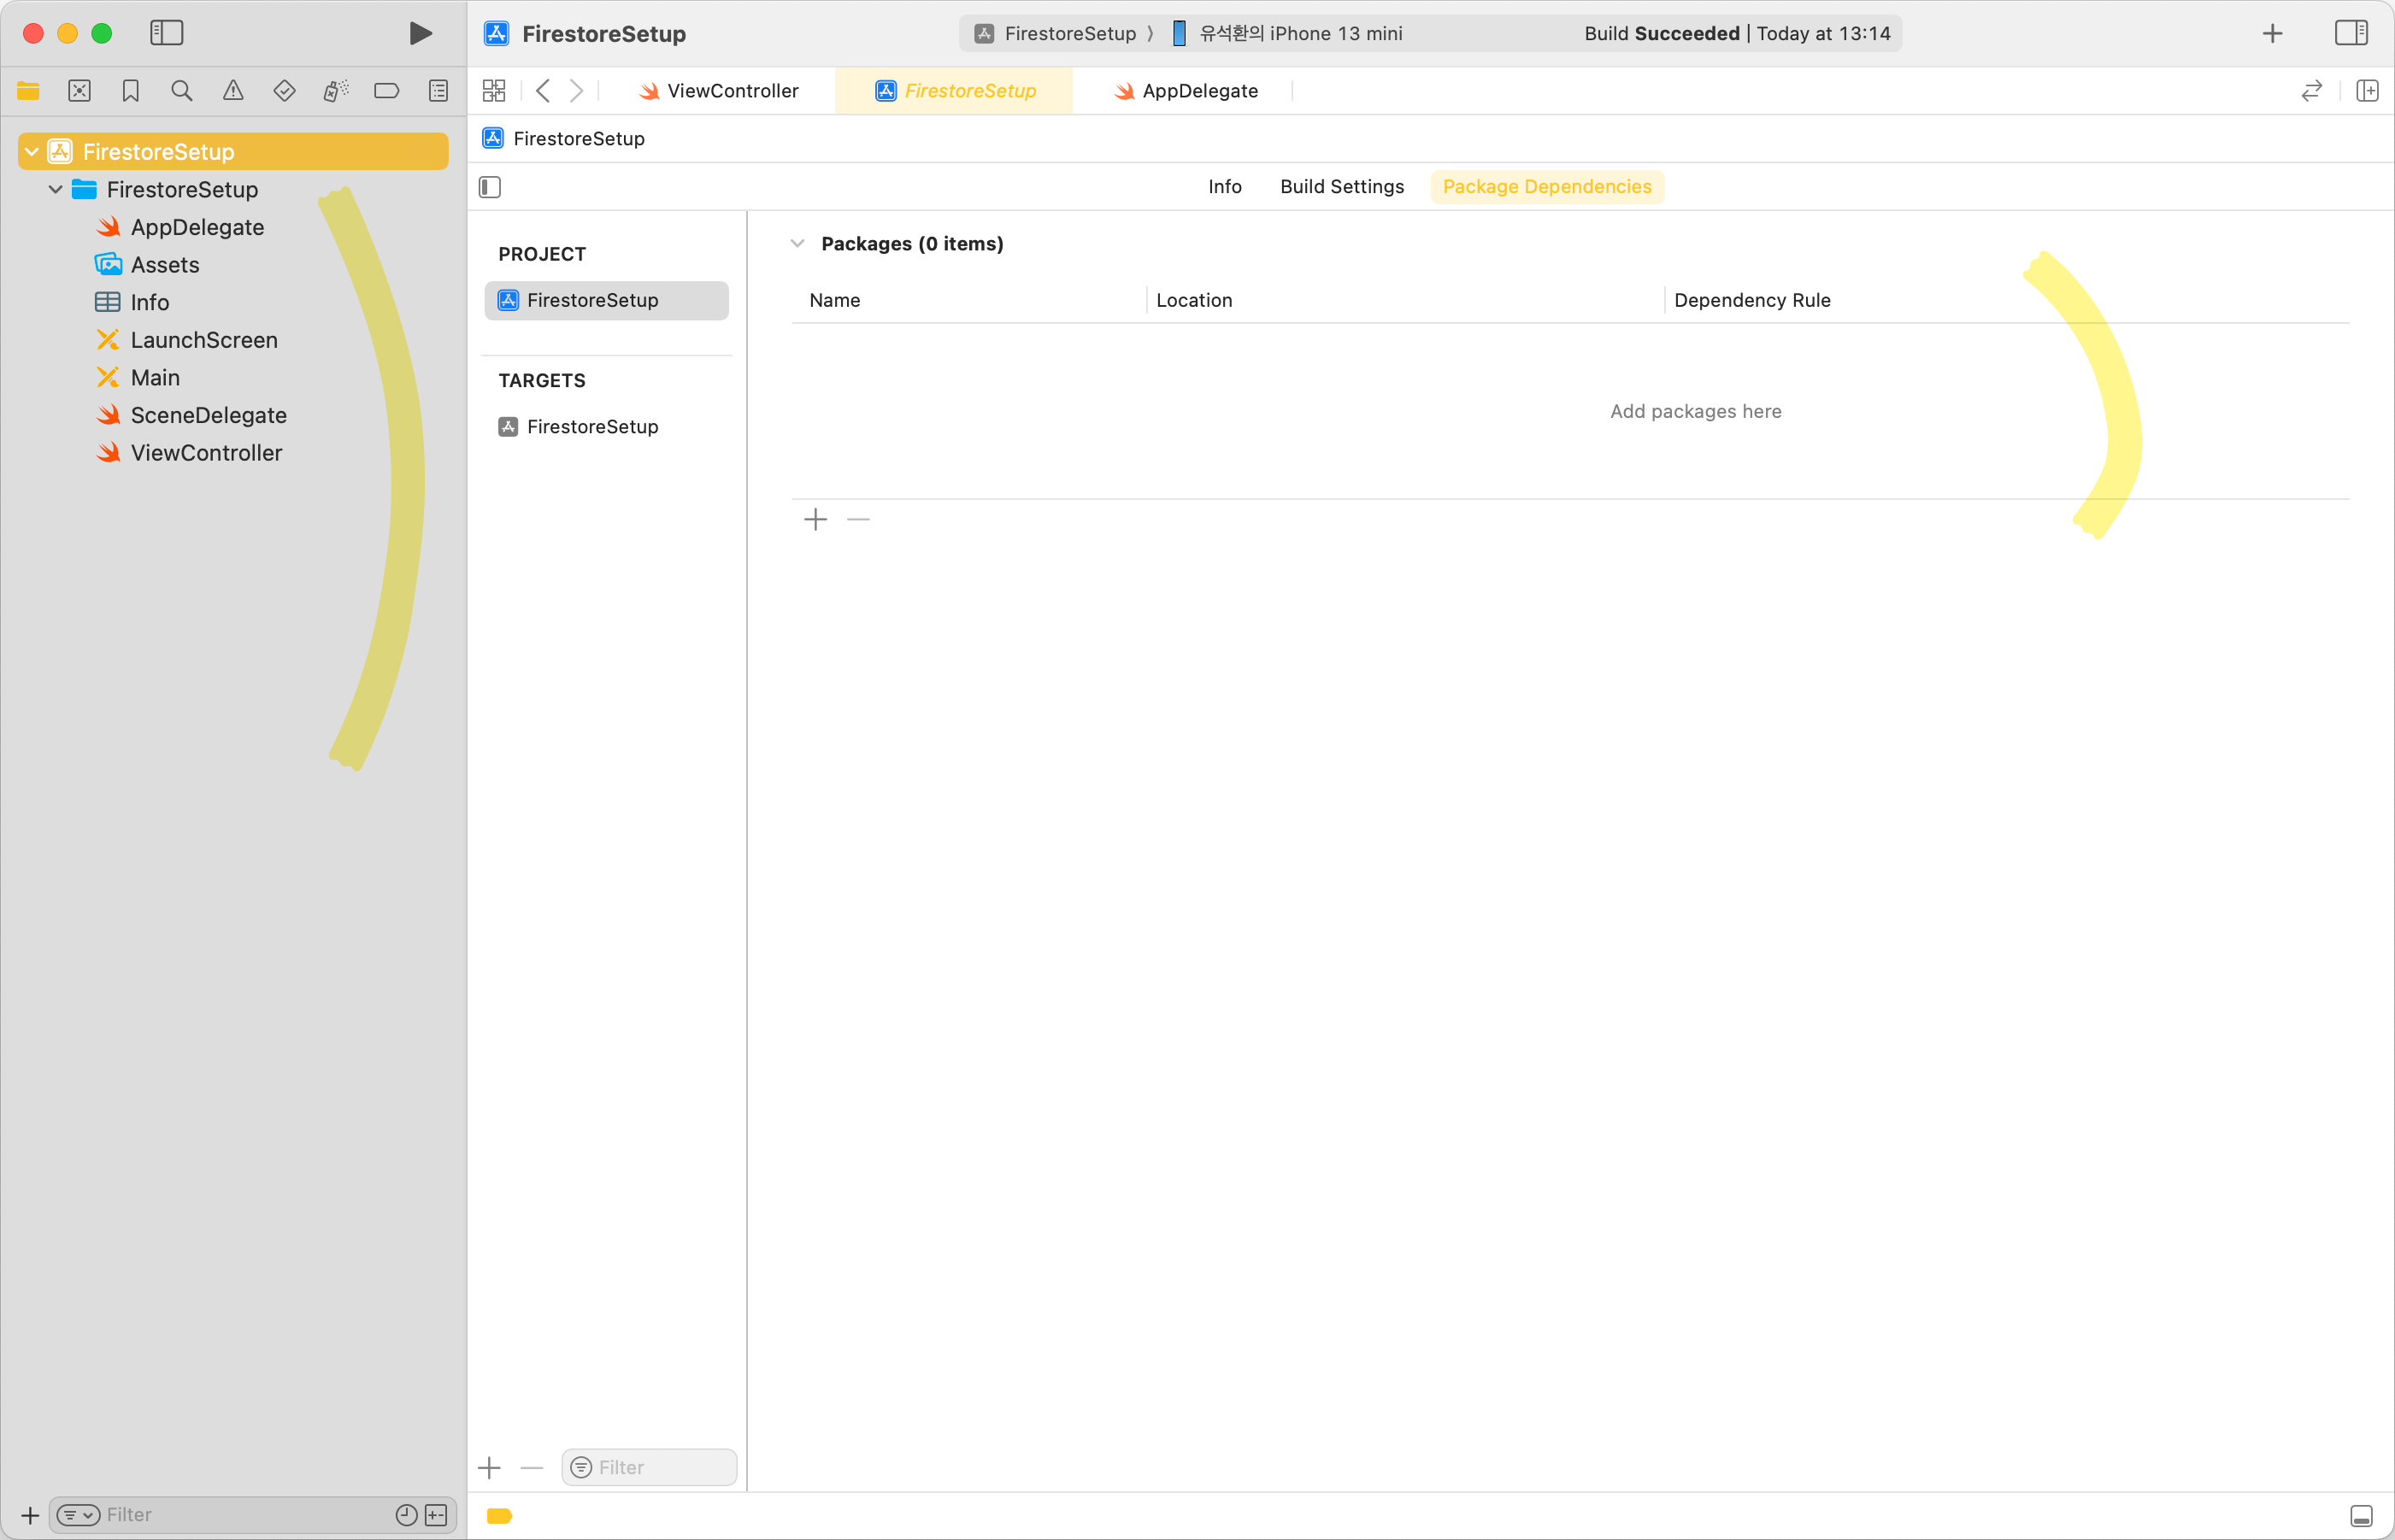 FirestoreSetup
FirestoreSetup 〉 유석환의 iPhone 13 mini
Build Succeeded | Today at 13:14
ViewController
FirestoreSetup
AppDelegate
FirestoreSetup
FirestoreSetup
FirestoreSetup
AppDelegate
Assets
Info
LaunchScreen
Main
SceneDelegate
ViewController
Filter
Info
Build Settings
Package Dependencies
PROJECT
FirestoreSetup
TARGETS
FirestoreSetup
Filter
Packages (0 items)
Name
Location
Dependency Rule
Add packages here